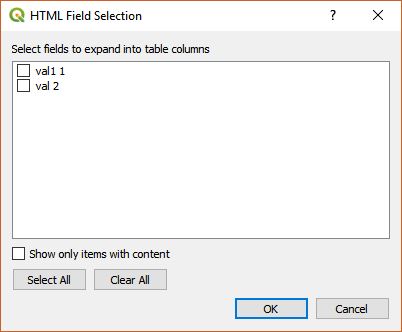 HTML Field Selection
Select fields to expand into table columns
val1 1
val 2
Show only items with content
Select All
Clear All
OK
Cancel